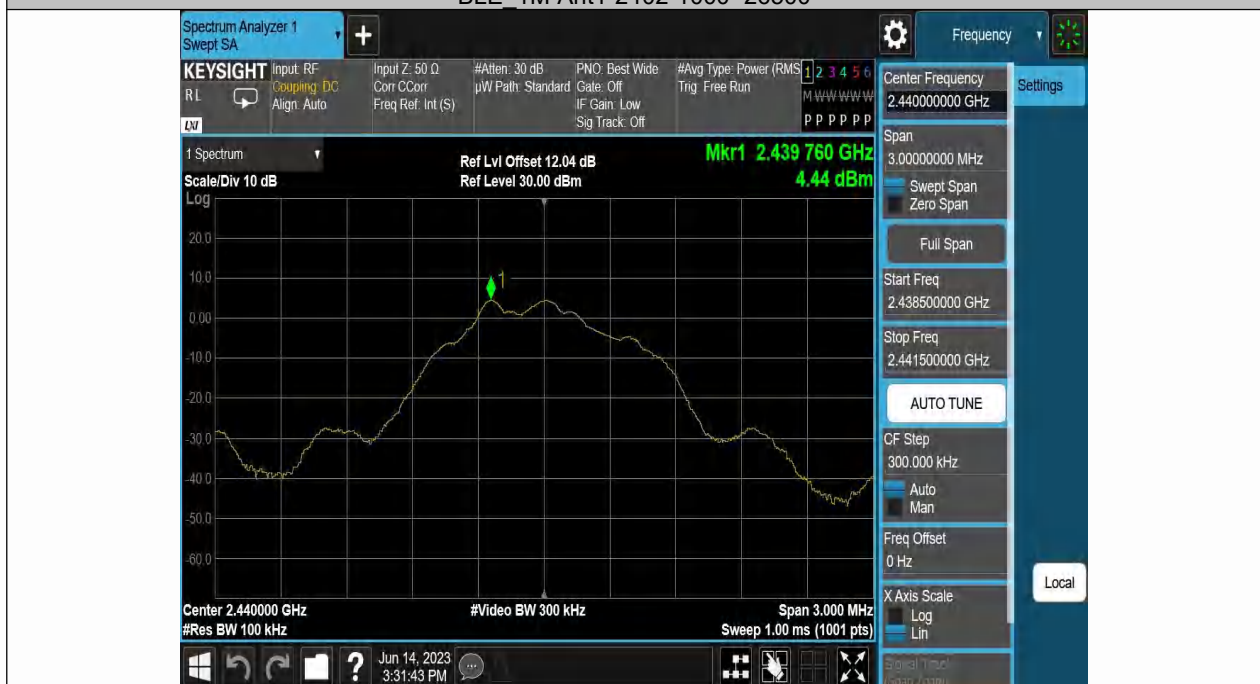 Spectrum Analyzer 1
Swept SA
Frequency
KEYSIGHT
RL
LXI
Input: RF
Coupling: DC
Align: Auto
Input Z: 50 Ω
Corr CCorr
Freq Ref: Int (S)
#Atten: 30 dB
µW Path: Standard
PNO: Best Wide
Gate: Off
IF Gain: Low
Sig Track: Off
#Avg Type: Power (RMS
Trig: Free Run
1 2 3 4 5 6
M W W W W W
P P P P P P
1 Spectrum
Scale/Div 10 dB
Ref Lvl Offset 12.04 dB
Ref Level 30.00 dBm
Mkr1 2.439 760 GHz
4.44 dBm
Log
20.0
10.0
0.00
-10.0
-20.0
-30.0
-40.0
-50.0
-60.0
1
Center 2.440000 GHz
#Res BW 100 kHz
#Video BW 300 kHz
Span 3.000 MHz
Sweep 1.00 ms (1001 pts)
Center Frequency
2.440000000 GHz
Settings
Span
3.00000000 MHz
Swept Span
Zero Span
Full Span
Start Freq
2.438500000 GHz
Stop Freq
2.441500000 GHz
AUTO TUNE
CF Step
300.000 kHz
Auto
Man
Freq Offset
0 Hz
Local
X Axis Scale
Log
Lin
?
Jun 14, 2023
3:31:43 PM